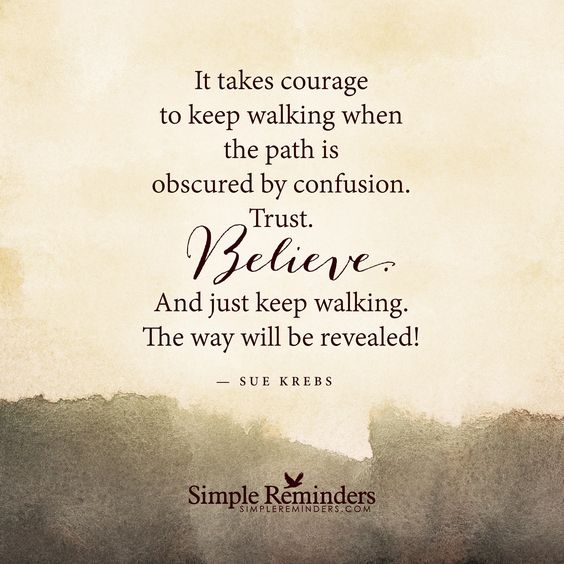 It takes courage
to keep walking when
the path is
obscured by confusion.
Trust.
Believe.
And just keep walking.
The way will be revealed!
— SUE KREBS
Simple Reminders
SIMPLEREMINDERS.COM